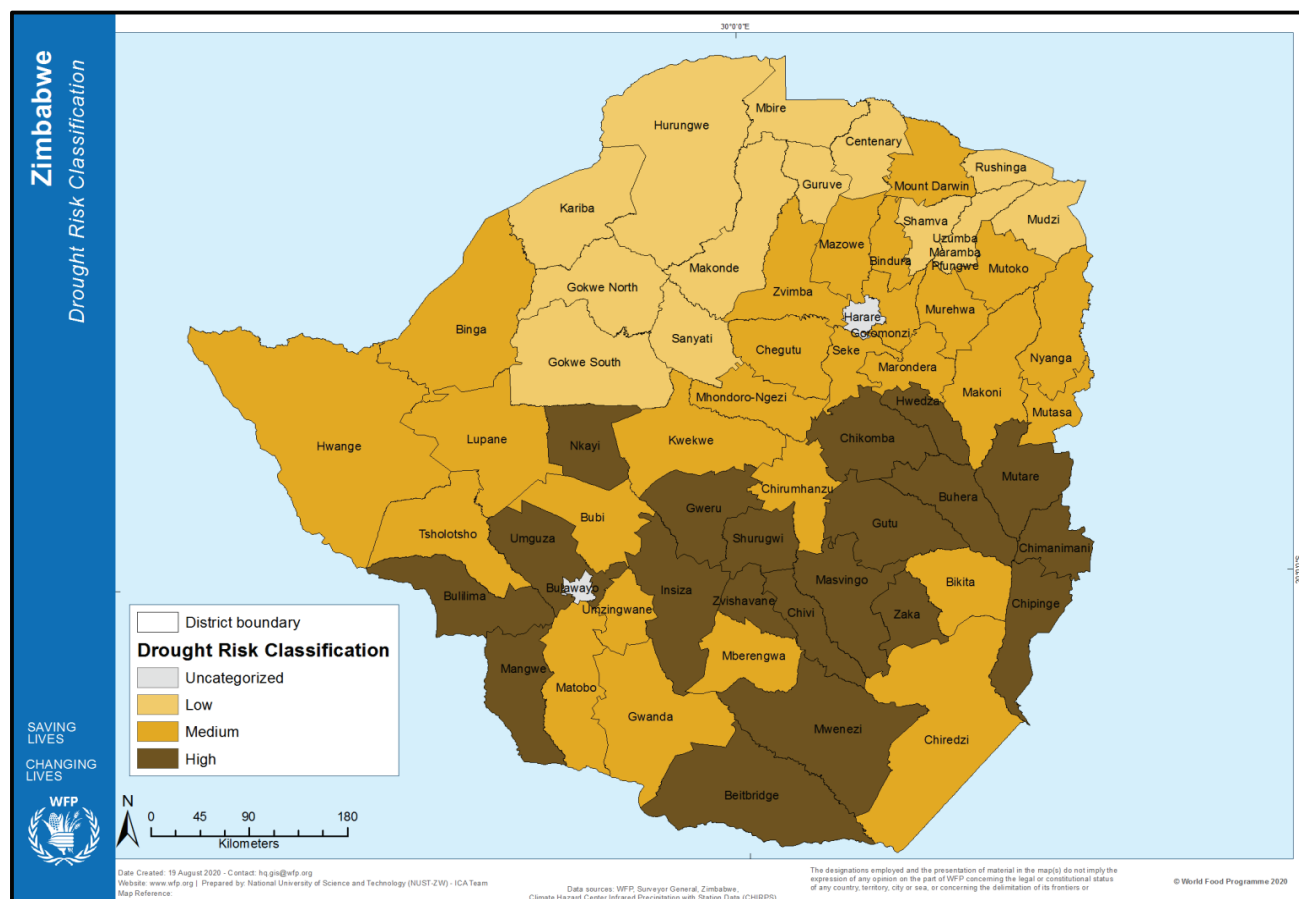 Zimbabwe
Drought Risk Classification
SAVING
LIVES
CHANGING
LIVES
WFP
30°0'0"E
Mbire
Hurungwe
Centenary
Rushinga
Guruve
Mount Darwin
Kariba
Shamva
Mudzi
Uzumba
Maramba
Pfungwe
Mazowe
Bindura
Makonde
Mutoko
Gokwe North
Zvimba
Murehwa
Harare
Goromonzi
Binga
Sanyati
Chegutu
Seke
Nyanga
Gokwe South
Marondera
Makoni
Mhondoro-Ngezi
Hwedza
Mutasa
Hwange
Lupane
Nkayi
Kwekwe
Chikomba
Mutare
Chirumhanzu
Buhera
Gweru
Bubi
Gutu
Tsholotsho
Umguza
Shurugwi
Chimanimani
Bulawayo
Masvingo
Bikita
Bulilima
Insiza
Zvishavane
Chivi
Zaka
Chipinge
Umzingwane
Mberengwa
Mangwe
Matobo
Gwanda
Mwenezi
Chiredzi
Beitbridge
District boundary
Drought Risk Classification
Uncategorized
Low
Medium
High
N
0 45 90 180
Kilometers
Date Created: 19 August 2020 - Contact: hq.gis@wfp.org
Website: www.wfp.org | Prepared by: National University of Science and Technology (NUST-ZW) - ICA Team
Map Reference:
Data sources: WFP, Surveyor General, Zimbabwe,
Climate Hazard Center Infrared Precipitation with Station Data (CHIRPS)
The designations employed and the presentation of material in the map(s) do not imply the
expression of any opinion on the part of WFP concerning the legal or constitutional status
of any country, territory, city or sea, or concerning the delimitation of its frontiers or
© World Food Programme 2020